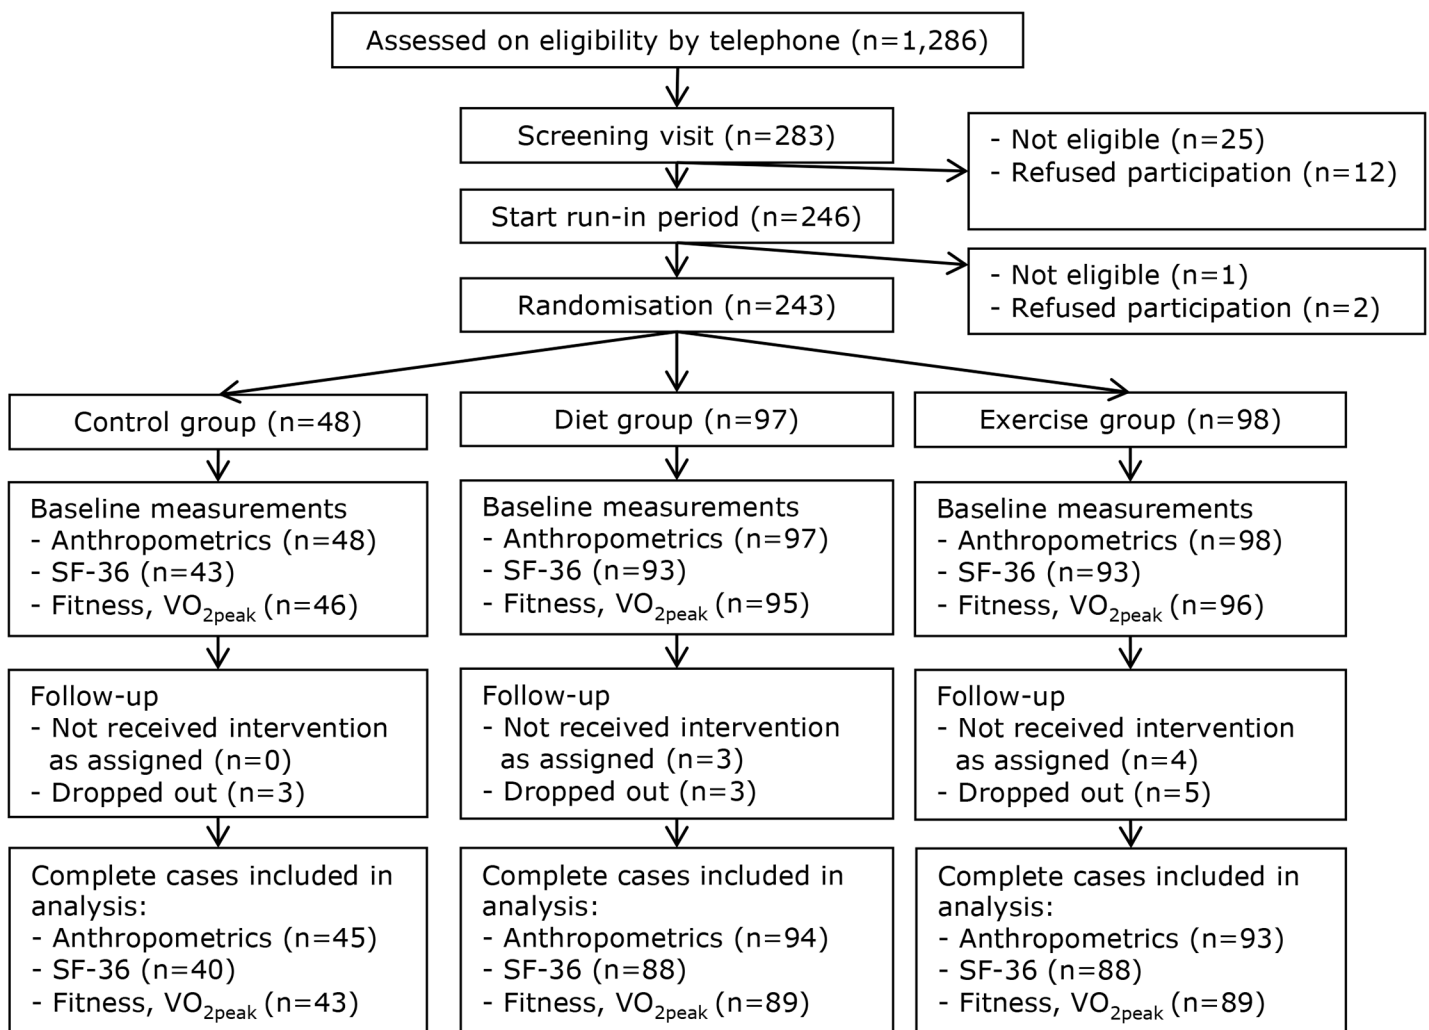 Assessed on eligibility by telephone (n=1,286)
Screening visit (n=283)
- Not eligible (n=25)
- Refused participation (n=12)
Start run-in period (n=246)
- Not eligible (n=1)
- Refused participation (n=2)
Randomisation (n=243)
Control group (n=48)
Diet group (n=97)
Exercise group (n=98)
Baseline measurements
- Anthropometrics (n=48)
- SF-36 (n=43)
- Fitness, VO2peak (n=46)
Baseline measurements
- Anthropometrics (n=97)
- SF-36 (n=93)
- Fitness, VO2peak (n=95)
Baseline measurements
- Anthropometrics (n=98)
- SF-36 (n=93)
- Fitness, VO2peak (n=96)
Follow-up
- Not received intervention
as assigned (n=0)
- Dropped out (n=3)
Follow-up
- Not received intervention
as assigned (n=3)
- Dropped out (n=3)
Follow-up
- Not received intervention
as assigned (n=4)
- Dropped out (n=5)
Complete cases included in
analysis:
- Anthropometrics (n=45)
- SF-36 (n=40)
- Fitness, VO2peak (n=43)
Complete cases included in
analysis:
- Anthropometrics (n=94)
- SF-36 (n=88)
- Fitness, VO2peak (n=89)
Complete cases included in
analysis:
- Anthropometrics (n=93)
- SF-36 (n=88)
- Fitness, VO2peak (n=89)